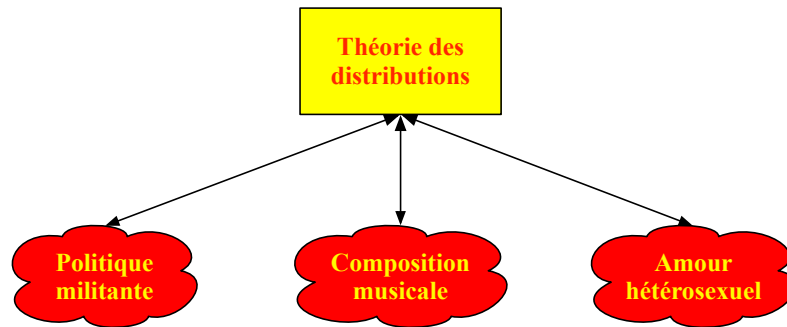 Théorie des
distributions
Politique
militante
Composition
musicale
Amour
hétérosexuel